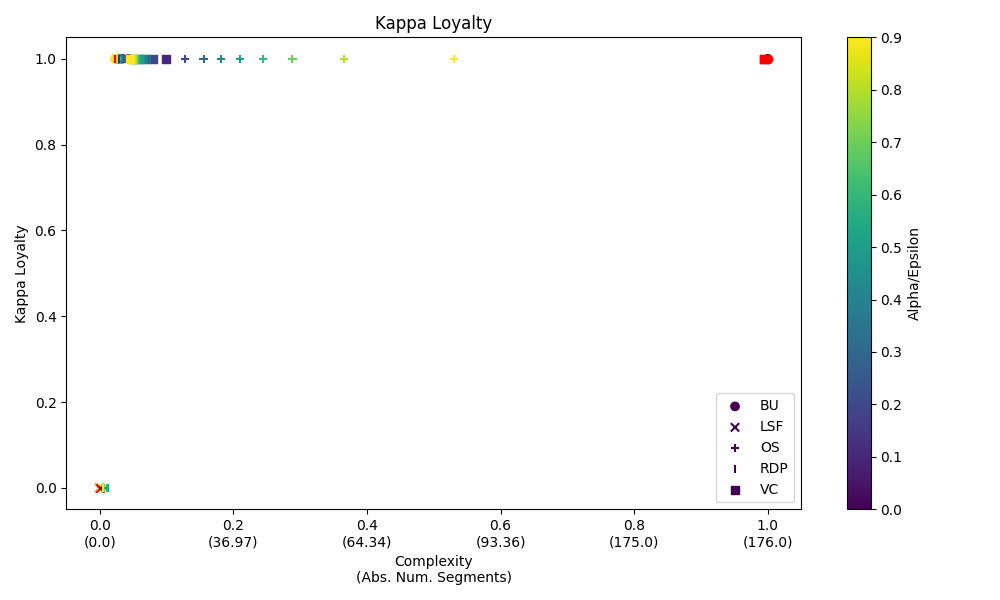 Kappa Loyalty
1.0
0.8
0.6
0.4
0.2
0.0
Kappa Loyalty
0.0 0.2 0.4 0.6 0.8 1.0
(0.0) (36.97) (64.34) (93.36) (175.0) (176.0)
Complexity
(Abs. Num. Segments)
BU
LSF
OS
RDP
VC
0.9
0.8
0.7
0.6
0.5
0.4
0.3
0.2
0.1
0.0
Alpha/Epsilon